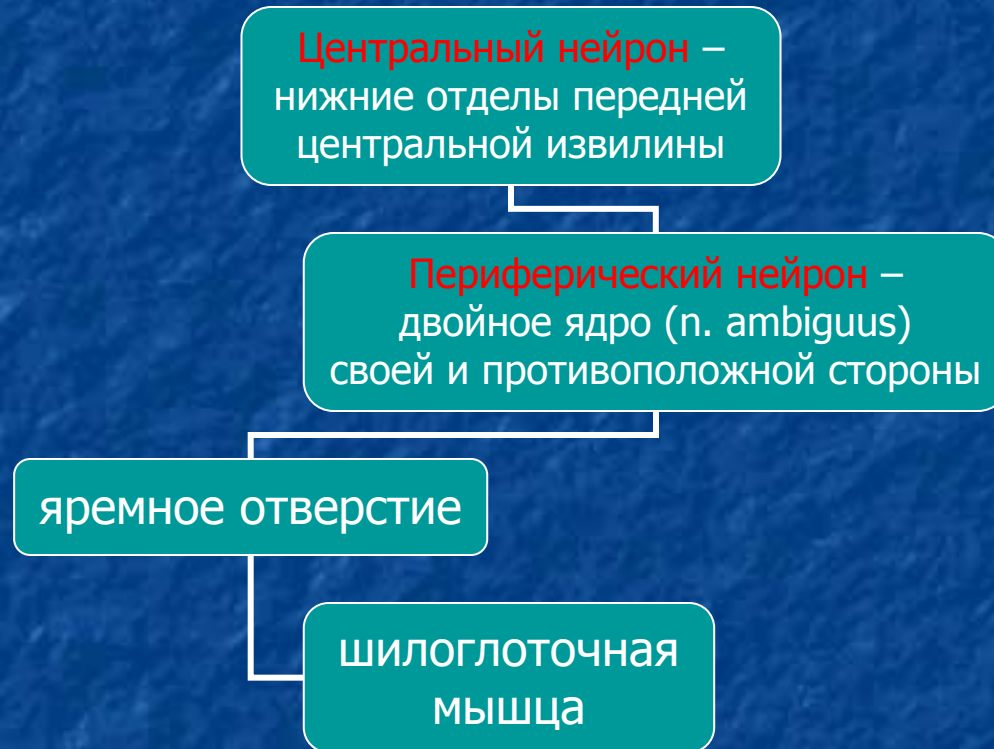 Центральный нейрон –
нижние отделы передней
центральной извилины
Периферический нейрон –
двойное ядро (n. ambiguus)
своей и противоположной стороны
яремное отверстие
шилоглоточная
мышца